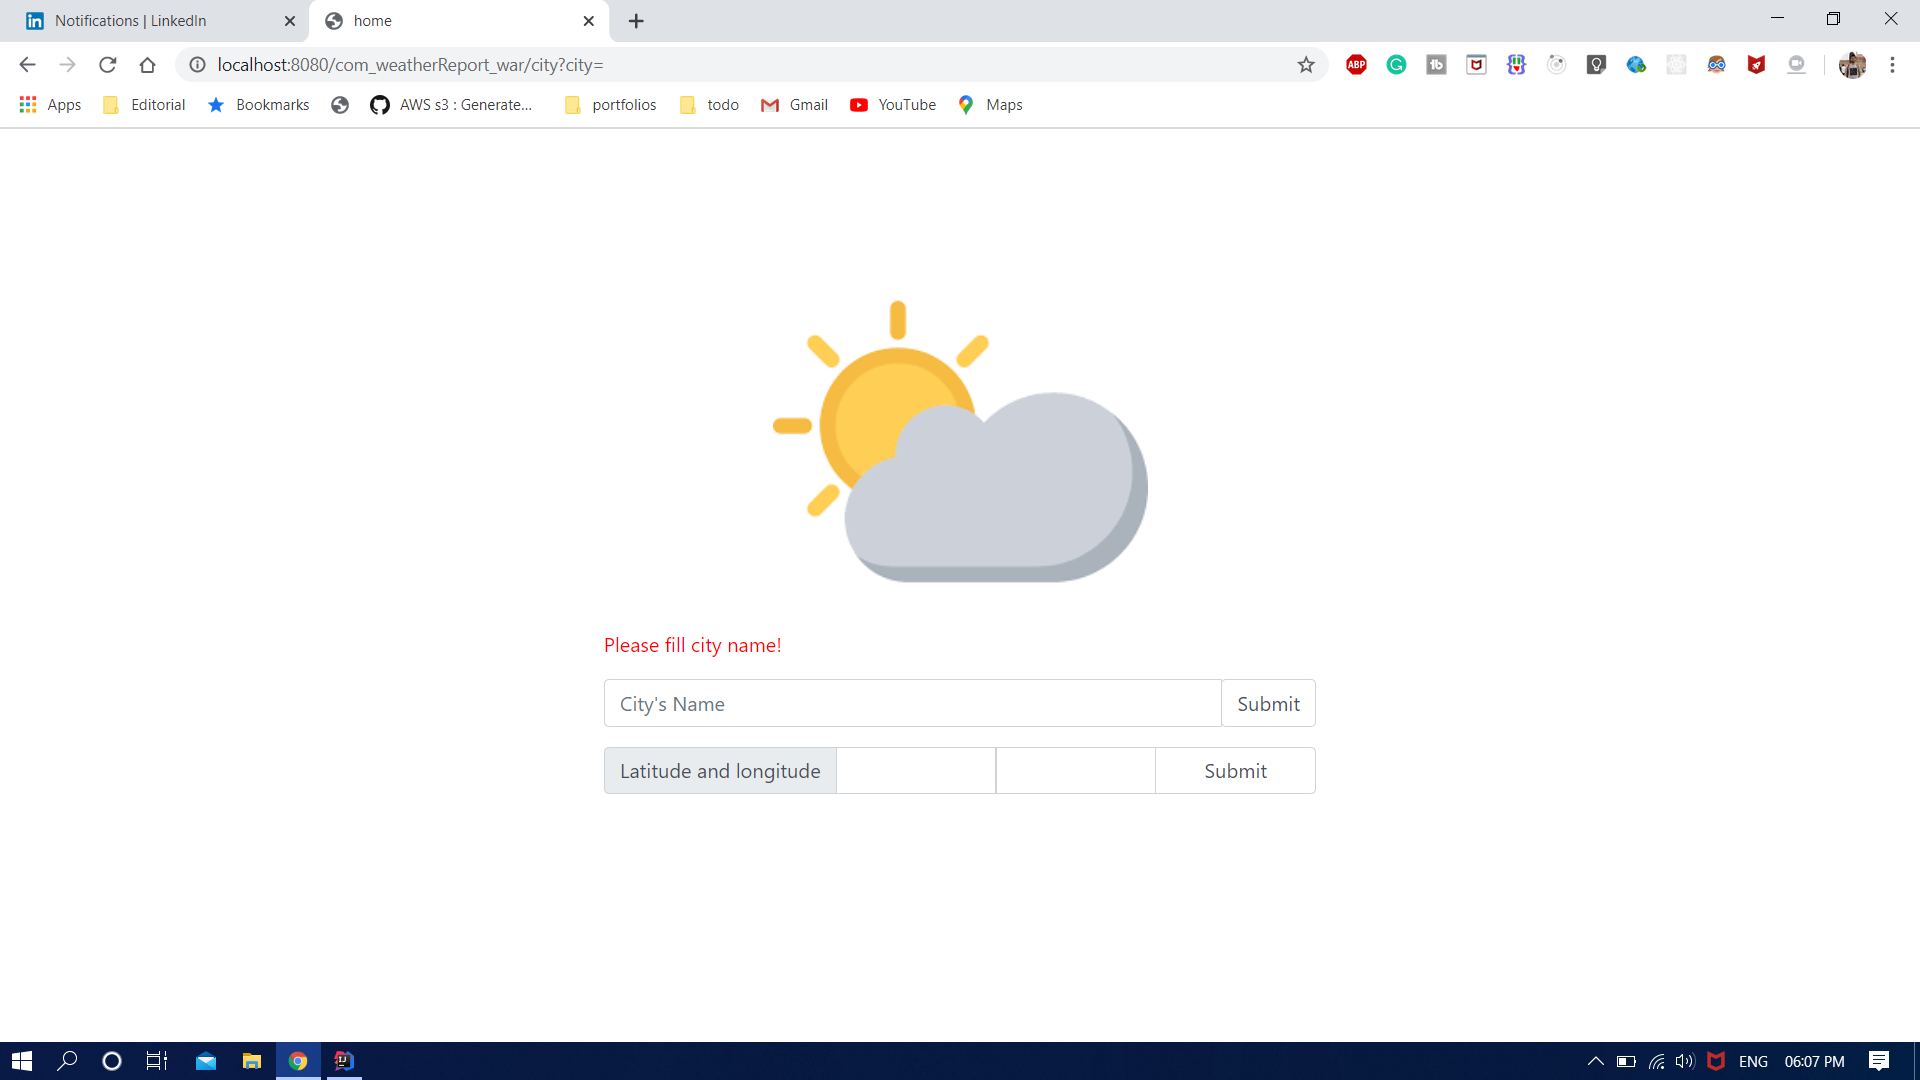 Notifications | LinkedIn
home
localhost:8080/com_weatherReport_war/city?city=
ABP
Apps
Editorial
Bookmarks
AWS s3 : Generate...
portfolios
todo
Gmail
YouTube
Maps
Please fill city name!
City's Name
Submit
Latitude and longitude
Submit
ENG
06:07 PM